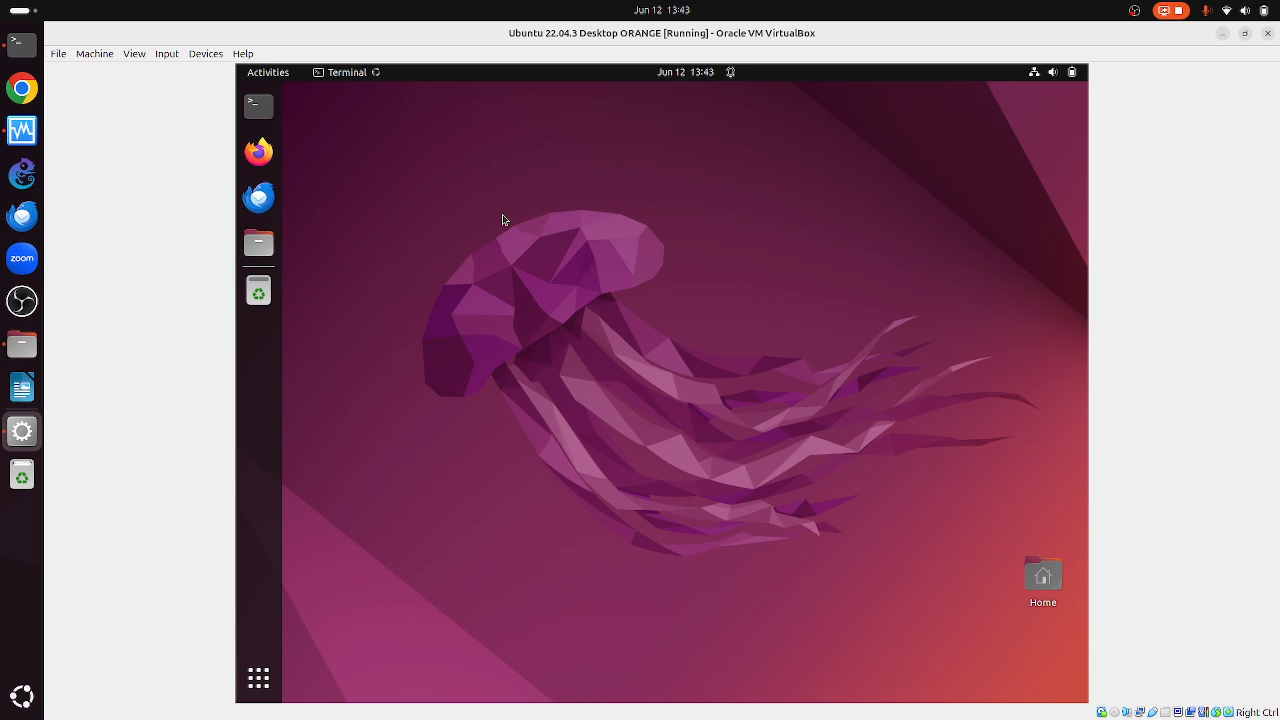 Jun 12 13:43
Ubuntu 22.04.3 Desktop ORANGE [Running] - Oracle VM VirtualBox
File Machine View Input Devices Help
Activities Terminal Jun 12 13:43
zoom
Home
Right Ctrl